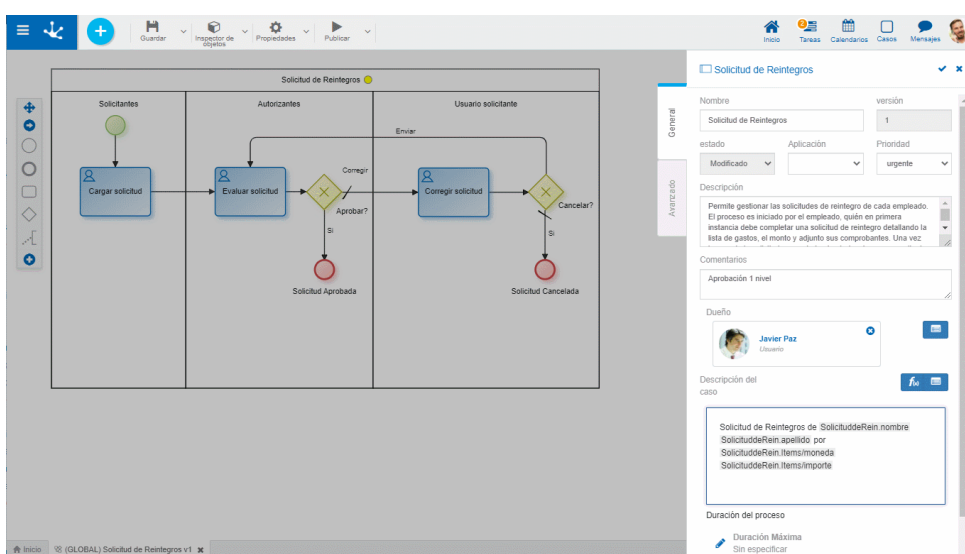 Guardar
Inspector de
objetos
Propiedades
Publicar
Inicio
2
Tareas
Calendarios
Casos
Mensajes
Solicitud de Reintegros
Solicitantes
Autorizantes
Usuario solicitante
Enviar
Cargar solicitud
Evaluar solicitud
Corregir
Aprobar?
Si
Solicitud Aprobada
Corregir solicitud
Cancelar?
Si
Solicitud Cancelada
General
Avanzado
Solicitud de Reintegros
Nombre
versión
Solicitud de Reintegros
1
estado
Aplicación
Prioridad
Modificado
urgente
Descripción
Permite gestionar las solicitudes de reintegro de cada empleado.
El proceso es iniciado por el empleado, quién en primera
instancia debe completar una solicitud de reintegro detallando la
lista de gastos, el monto y adjunto sus comprobantes. Una vez
Comentarios
Aprobación 1 nivel
Dueño
Javier Paz
Usuario
Descripción del
caso
f(x)
Solicitud de Reintegros de SolicituddeRein.nombre
SolicituddeRein.apellido por
SolicituddeRein.Items/moneda
SolicituddeRein.Items/importe
Duración del proceso
Duración Máxima
Sin especificar
Inicio
(GLOBAL) Solicitud de Reintegros v1